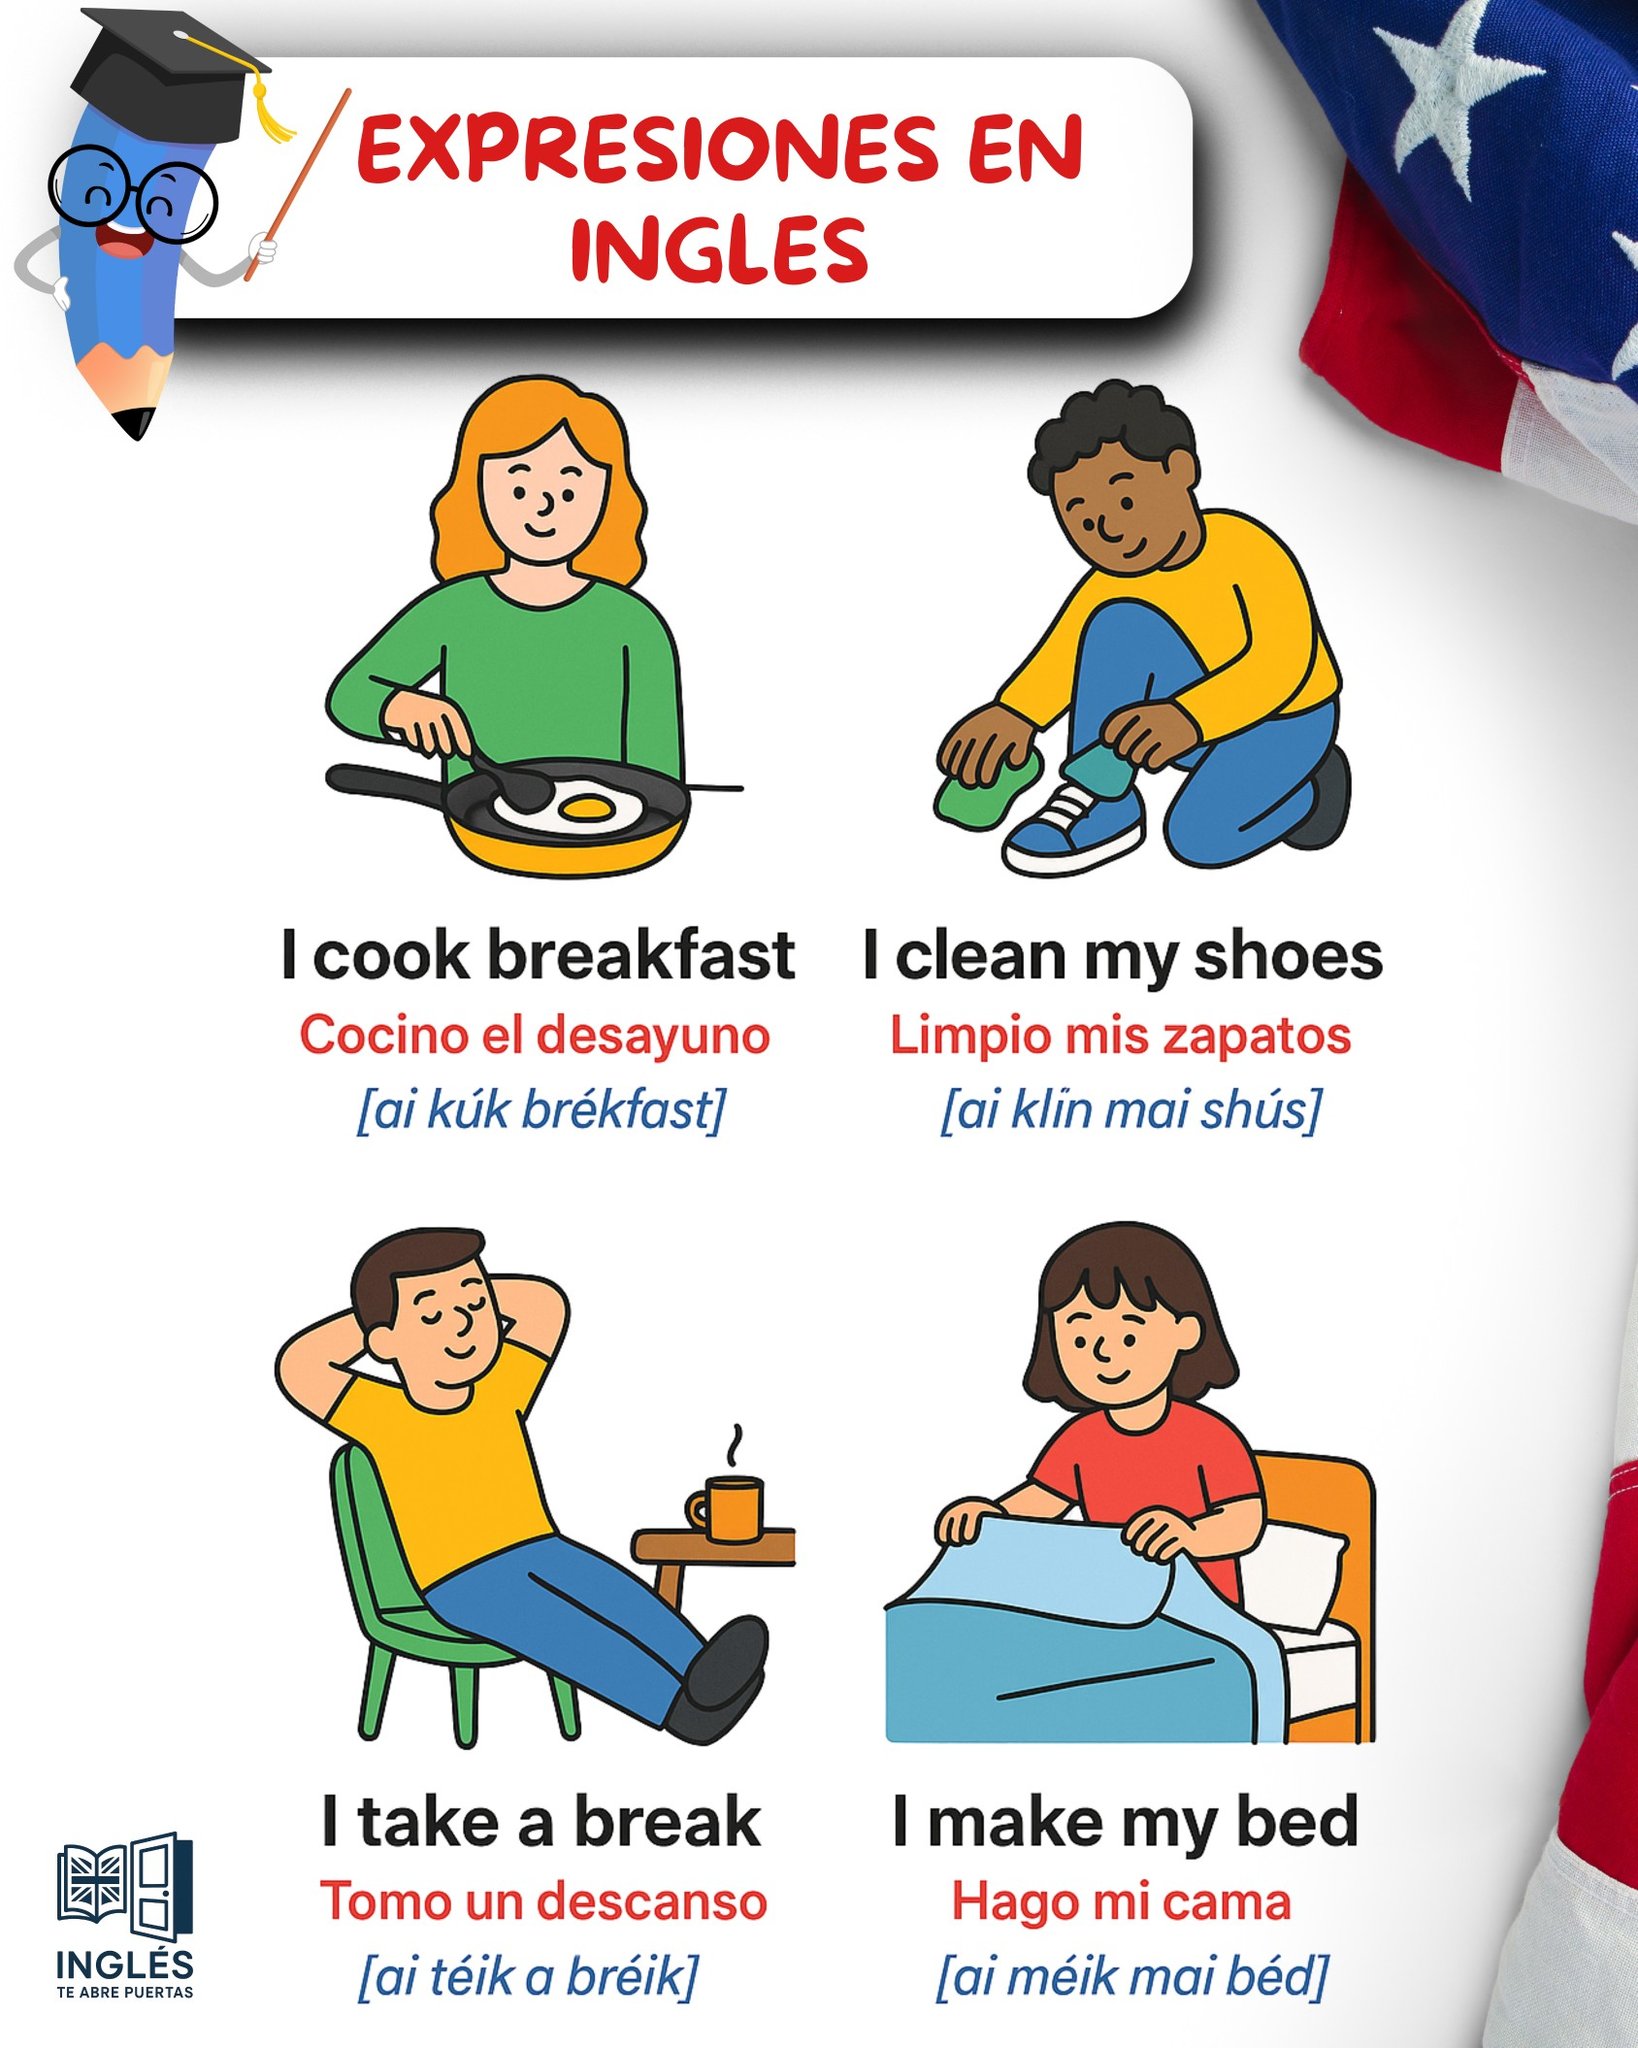 EXPRESIONES EN
INGLES
I cook breakfast
Cocino el desayuno
[ai kúk brékfast]
I clean my shoes
Limpio mis zapatos
[ai klín mai shús]
I take a break
Tomo un descanso
[ai téik a bréik]
I make my bed
Hago mi cama
[ai méik mai béd]
INGLÉS
TE ABRE PUERTAS